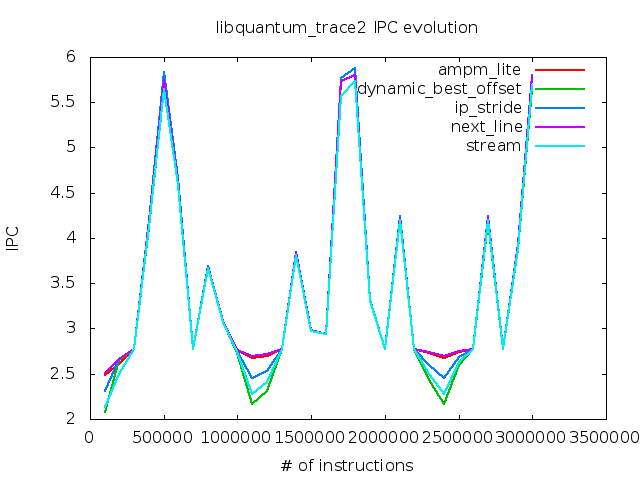 libquantum_trace2 IPC evolution
ampm_lite
dynamic_best_offset
ip_stride
next_line
stream
IPC
6
5.5
5
4.5
4
3.5
3
2.5
2
0 500000 1000000 1500000 2000000 2500000 3000000 3500000
# of instructions